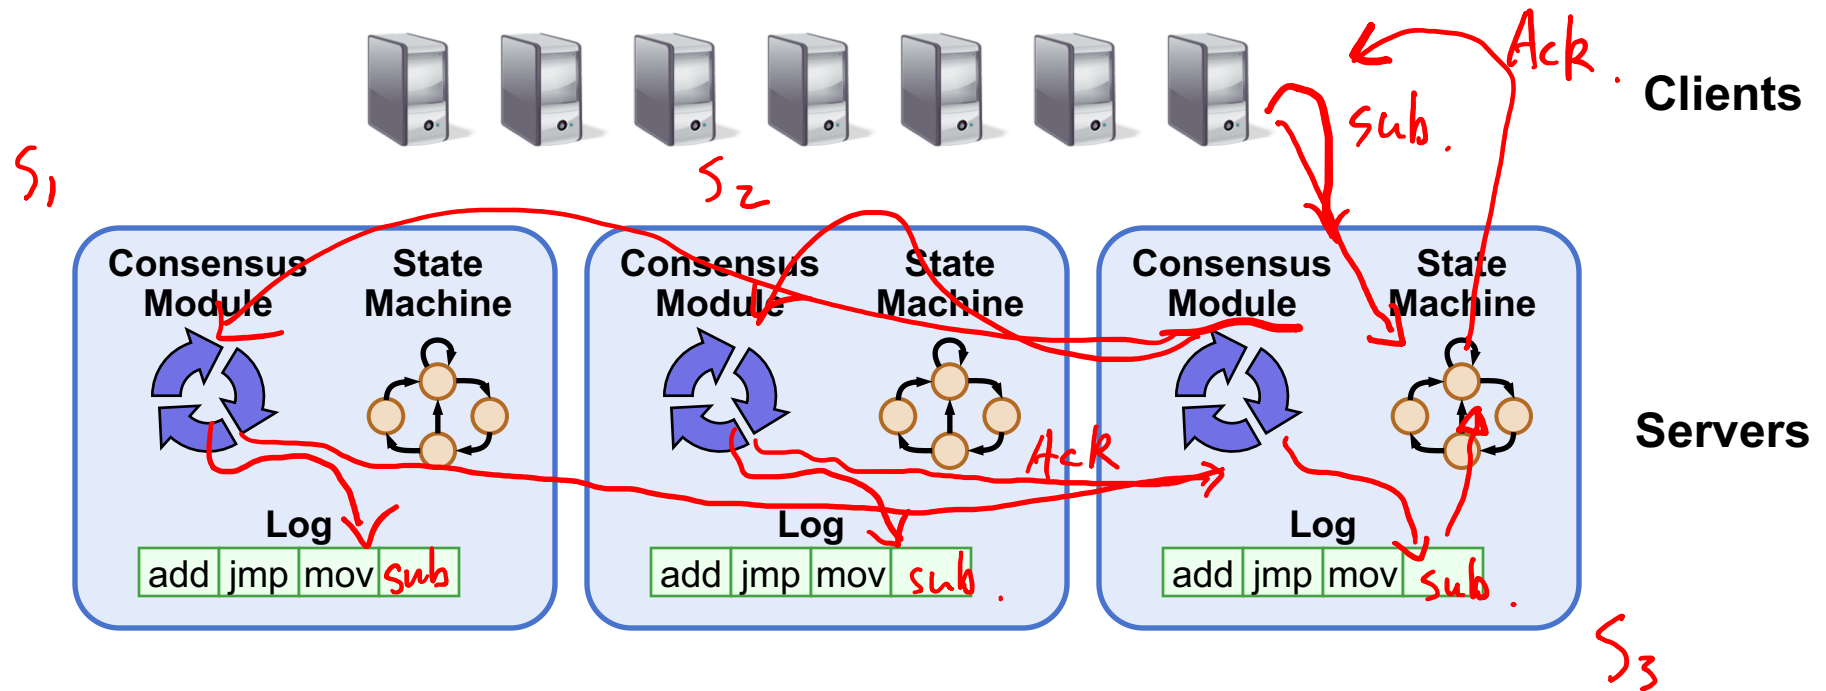 Ack.
Clients
sub.
S1
S2
Consensus Module
State Machine
Consensus Module
State Machine
Consensus Module
State Machine
Servers
Ack
Log
Log
Log
add jmp mov sub
add jmp mov sub.
add jmp mov sub.
S3